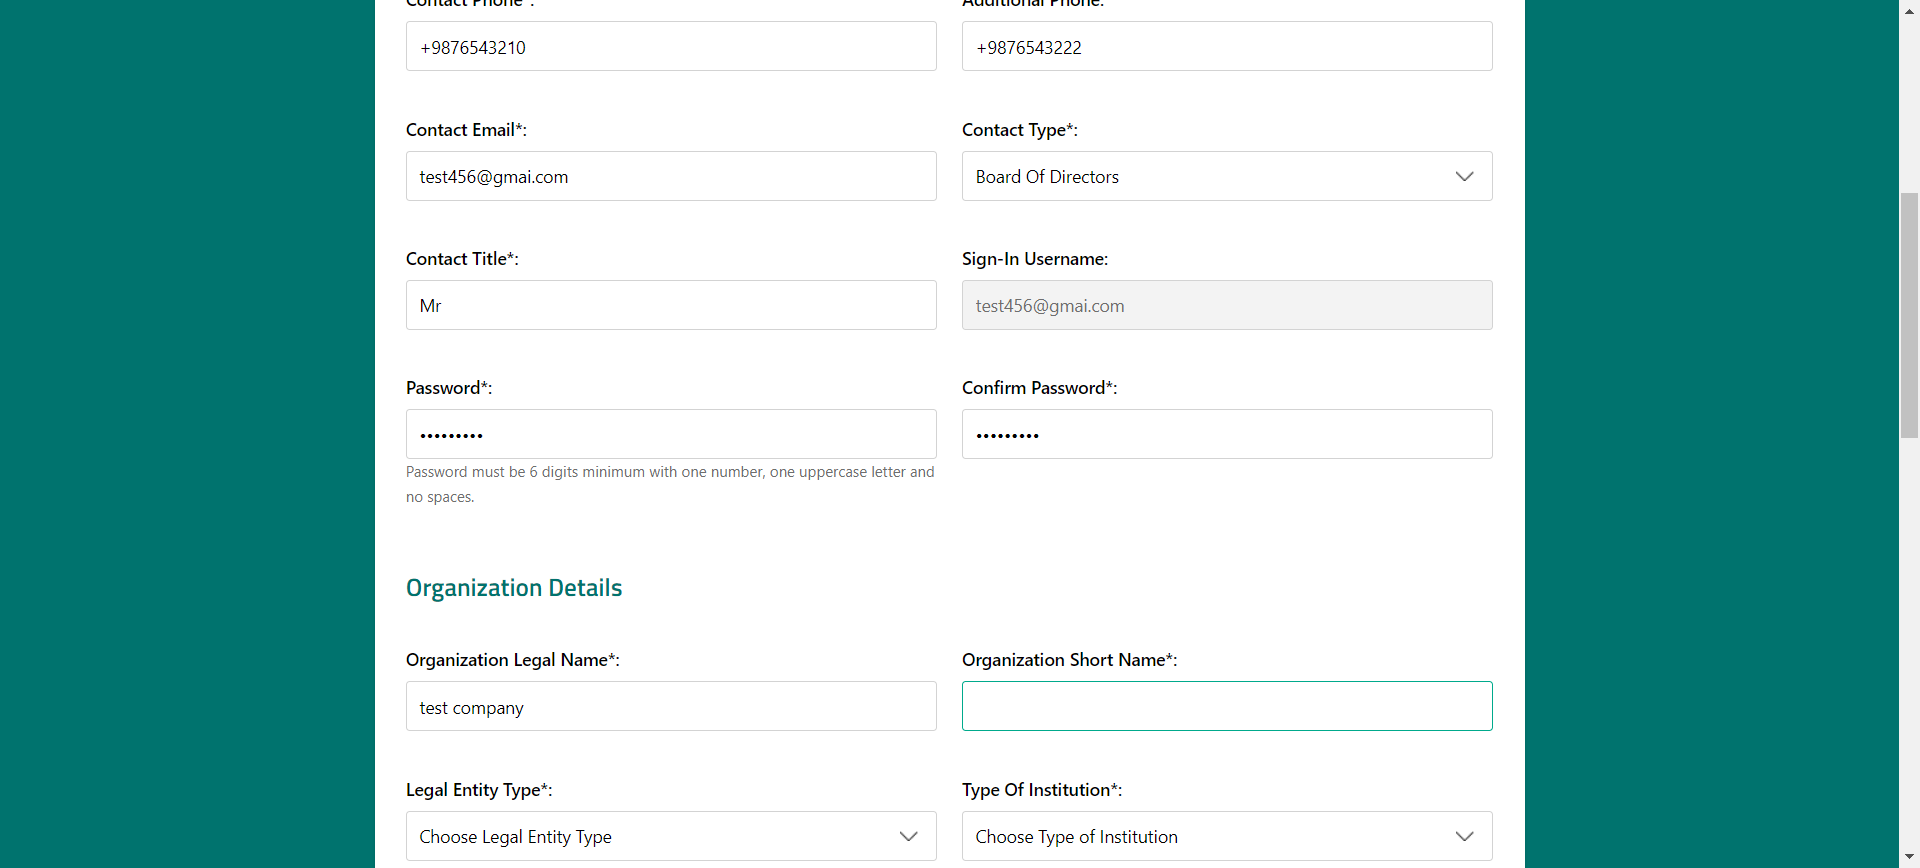 Contact Phone*:
Additional Phone:
+9876543210
+9876543222
Contact Email*:
Contact Type*:
test456@gmai.com
Board Of Directors
Contact Title*:
Sign-In Username:
Mr
test456@gmai.com
Password*:
Confirm Password*:
•••••••••
•••••••••
Password must be 6 digits minimum with one number, one uppercase letter and
no spaces.
Organization Details
Organization Legal Name*:
Organization Short Name*:
test company
Legal Entity Type*:
Type Of Institution*:
Choose Legal Entity Type
Choose Type of Institution